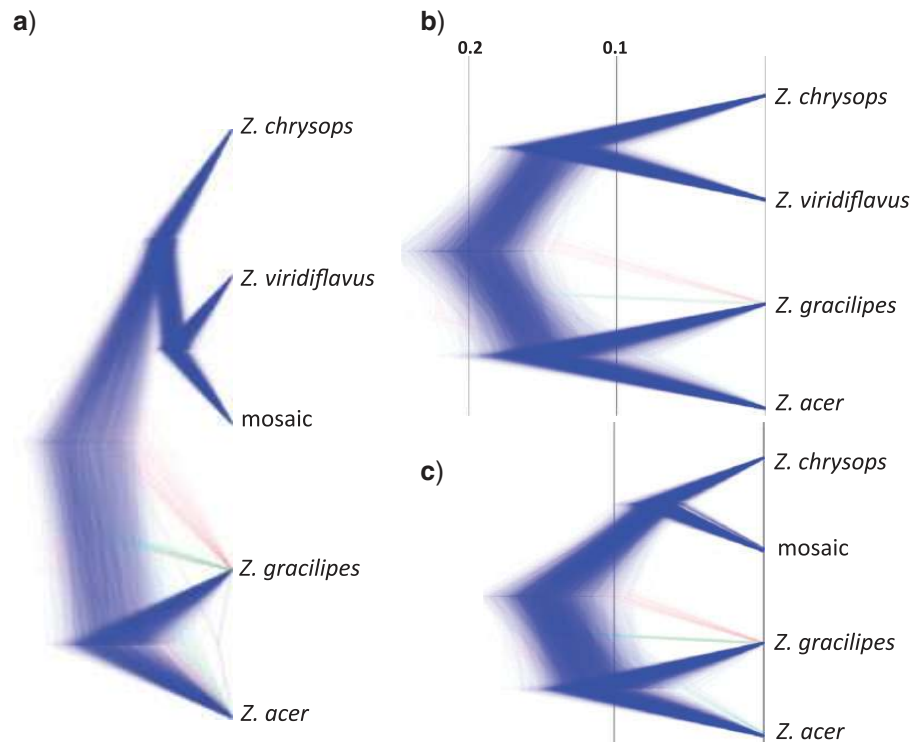 a)
Z. chrysops
Z. viridiflavus
mosaic
Z. gracilipes
Z. acer
b)
0.2 0.1
Z. chrysops
Z. viridiflavus
Z. gracilipes
Z. acer
c)
Z. chrysops
mosaic
Z. gracilipes
Z. acer